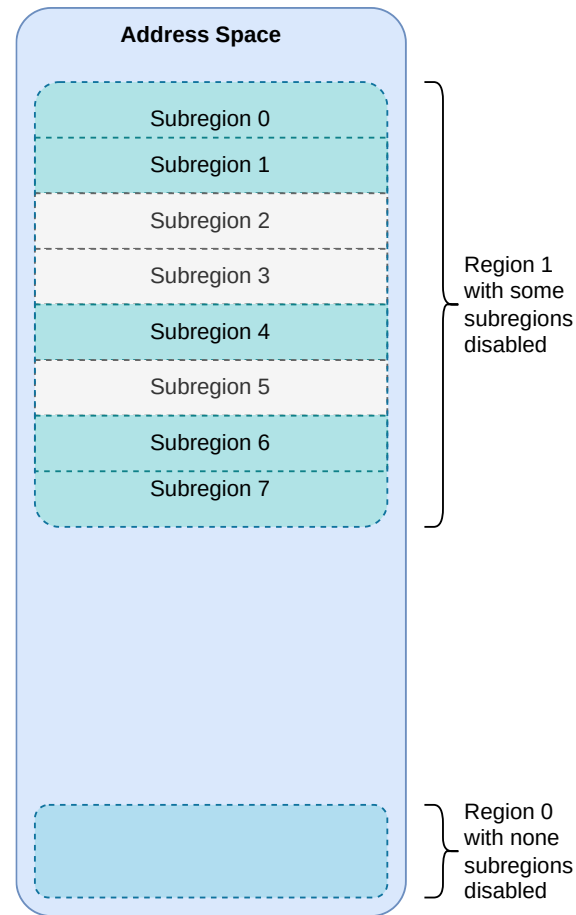 Address Space
Subregion 0
Subregion 1
Subregion 2
Subregion 3
Subregion 4
Subregion 5
Subregion 6
Subregion 7
Region 1
with some
subregions
disabled
Region 0
with none
subregions
disabled